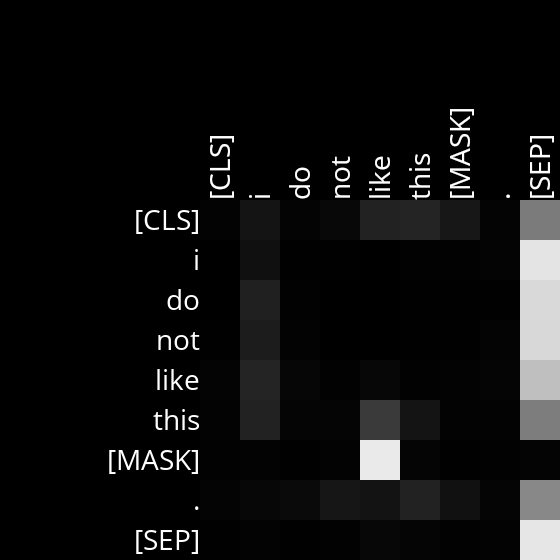 [CLS] i do not like this [MASK] . [SEP]
[CLS]
i
do
not
like
this
[MASK]
.
[SEP]